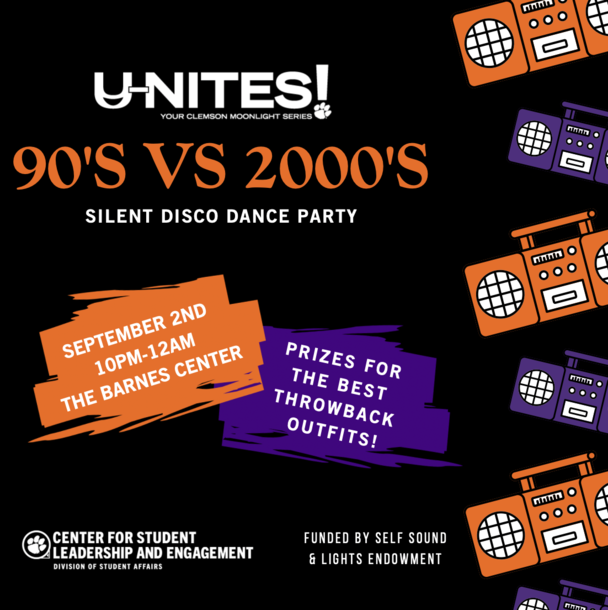 U-NITES!
YOUR CLEMSON MOONLIGHT SERIES
90'S VS 2000'S
SILENT DISCO DANCE PARTY
SEPTEMBER 2ND
10PM-12AM
THE BARNES CENTER
PRIZES FOR
THE BEST
THROWBACK
OUTFITS!
CENTER FOR STUDENT
LEADERSHIP AND ENGAGEMENT
DIVISION OF STUDENT AFFAIRS
FUNDED BY SELF SOUND
& LIGHTS ENDOWMENT